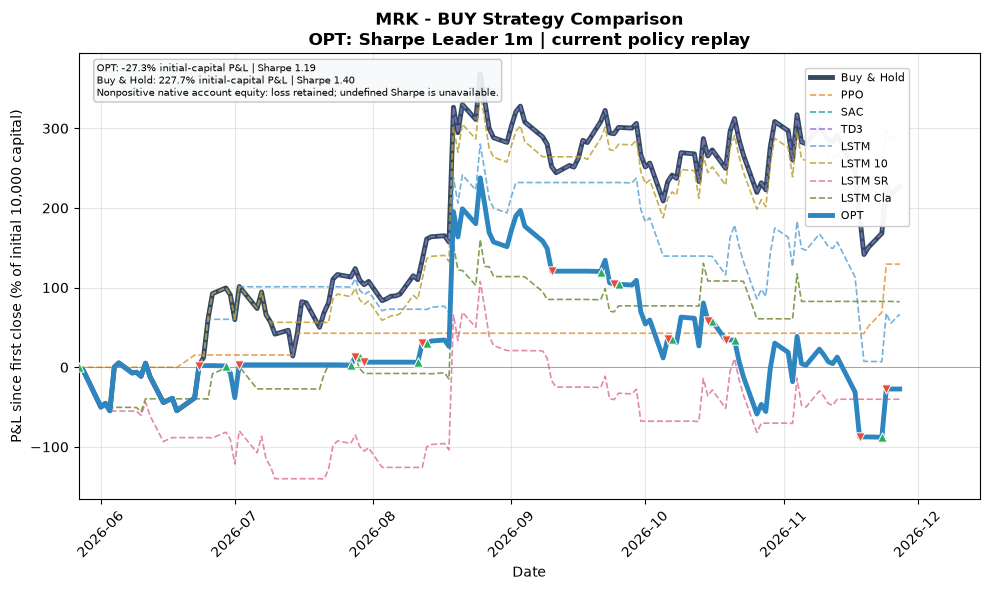 MRK - BUY Strategy Comparison
OPT: Sharpe Leader 1m | current policy replay
OPT: -27.3% initial-capital P&L | Sharpe 1.19
Buy & Hold: 227.7% initial-capital P&L | Sharpe 1.40
Nonpositive native account equity: loss retained; undefined Sharpe is unavailable.
Buy & Hold
PPO
SAC
TD3
LSTM
LSTM 10
LSTM SR
LSTM Cla
OPT
P&L since first close (% of initial 10,000 capital)
300
200
100
0
−100
2026-06
2026-07
2026-08
2026-09
2026-10
2026-11
2026-12
Date